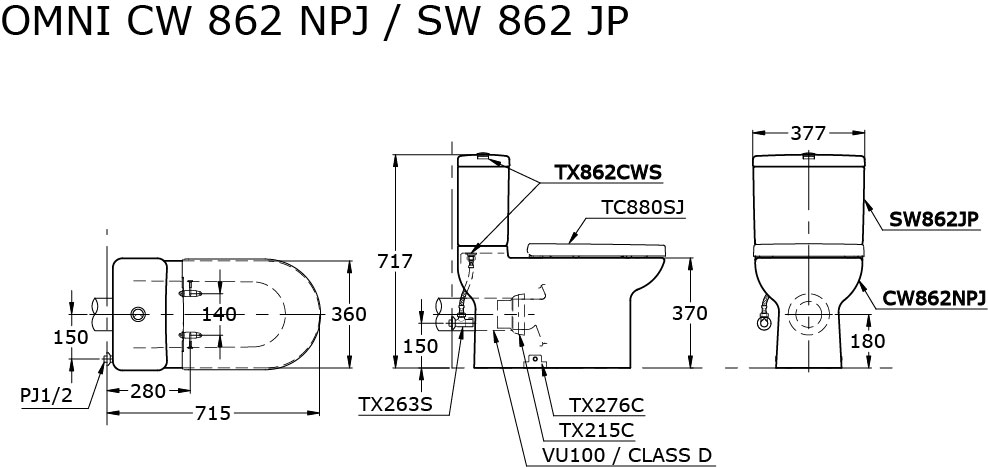 OMNI CW 862 NPJ / SW 862 JP
377
TX862CWS
TC880SJ
SW862JP
717
CW862NPJ
140
360
370
150
150
180
PJ1/2
280
715
TX263S
TX276C
TX215C
VU100 / CLASS D